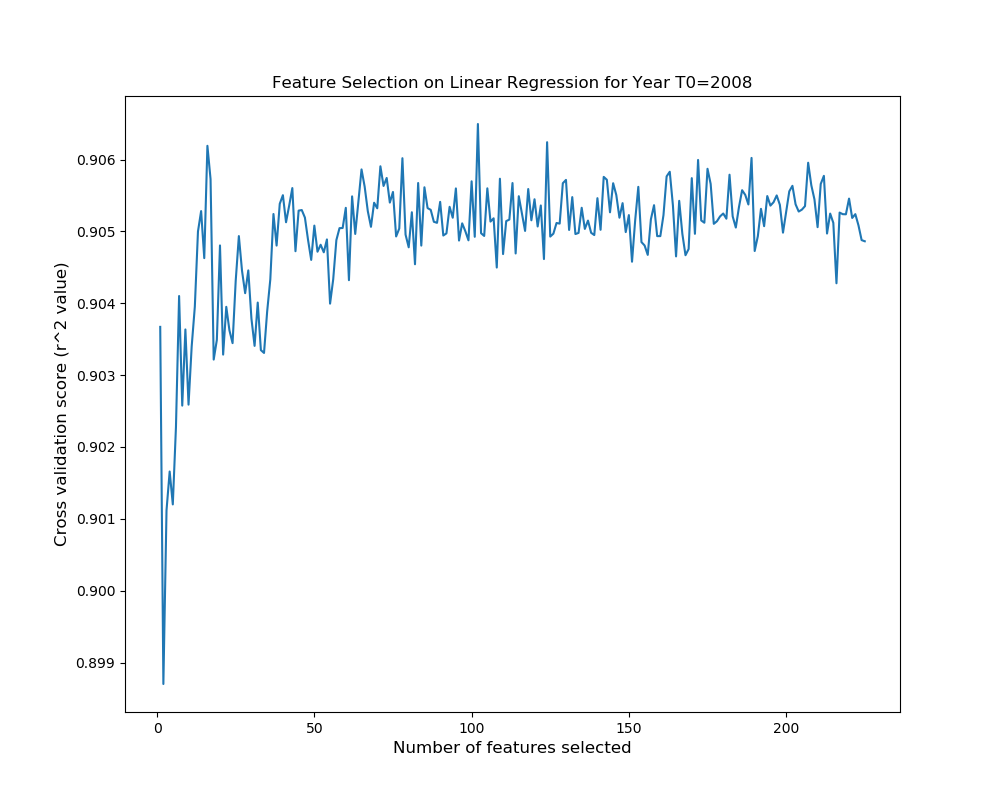 Feature Selection on Linear Regression for Year T0=2008
0.906
0.905
0.904
0.903
0.902
0.901
0.900
0.899
Cross validation score (r^2 value)
0 50 100 150 200
Number of features selected